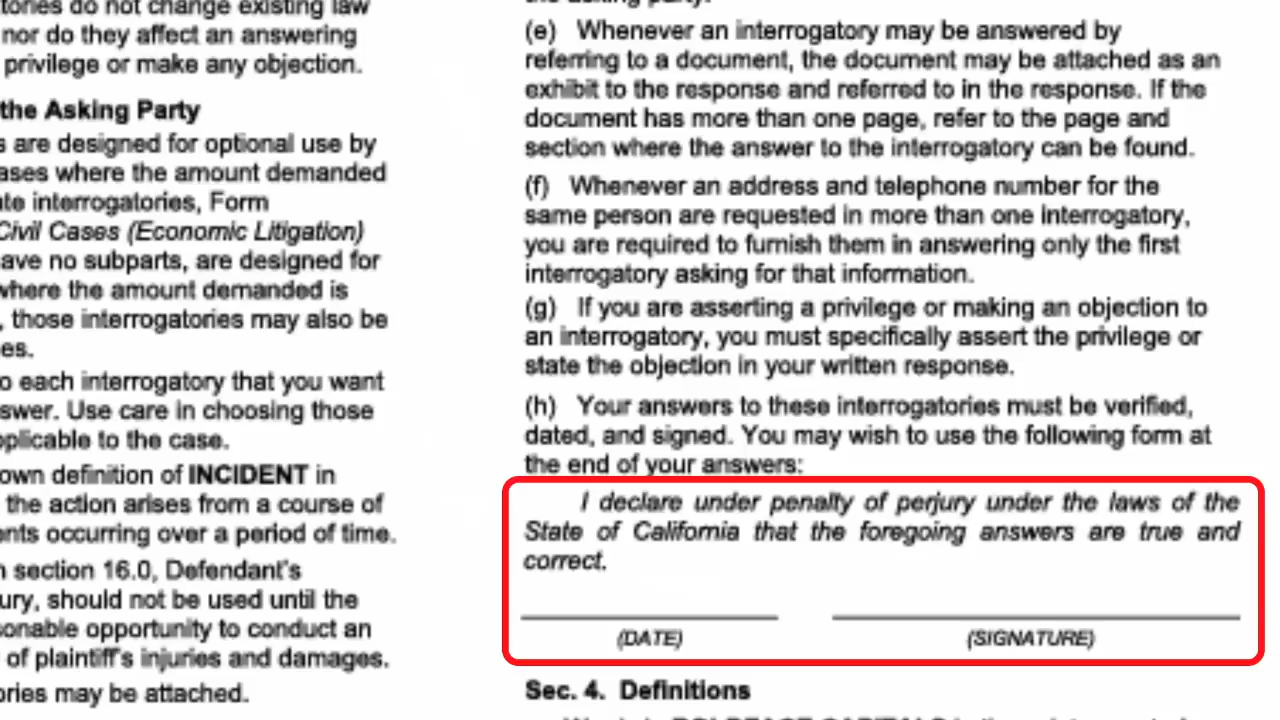 tories do not change existing law
nor do they affect an answering
privilege or make any objection.
the Asking Party
s are designed for optional use by
ases where the amount demanded
te interrogatories, Form
Civil Cases (Economic Litigation)
ave no subparts, are designed for
where the amount demanded is
, those interrogatories may also be
es.
o each interrogatory that you want
swer. Use care in choosing those
pplicable to the case.
own definition of INCIDENT in
the action arises from a course of
nts occurring over a period of time.
n section 16.0, Defendant's
ury, should not be used until the
sonable opportunity to conduct an
of plaintiff's injuries and damages.
ories may be attached.
the asking party.
(e) Whenever an interrogatory may be answered by
referring to a document, the document may be attached as an
exhibit to the response and referred to in the response. If the
document has more than one page, refer to the page and
section where the answer to the interrogatory can be found.
(f) Whenever an address and telephone number for the
same person are requested in more than one interrogatory,
you are required to furnish them in answering only the first
interrogatory asking for that information.
(g) If you are asserting a privilege or making an objection to
an interrogatory, you must specifically assert the privilege or
state the objection in your written response.
(h) Your answers to these interrogatories must be verified,
dated, and signed. You may wish to use the following form at
the end of your answers:
I declare under penalty of perjury under the laws of the
State of California that the foregoing answers are true and
correct.
(DATE) (SIGNATURE)
Sec. 4. Definitions